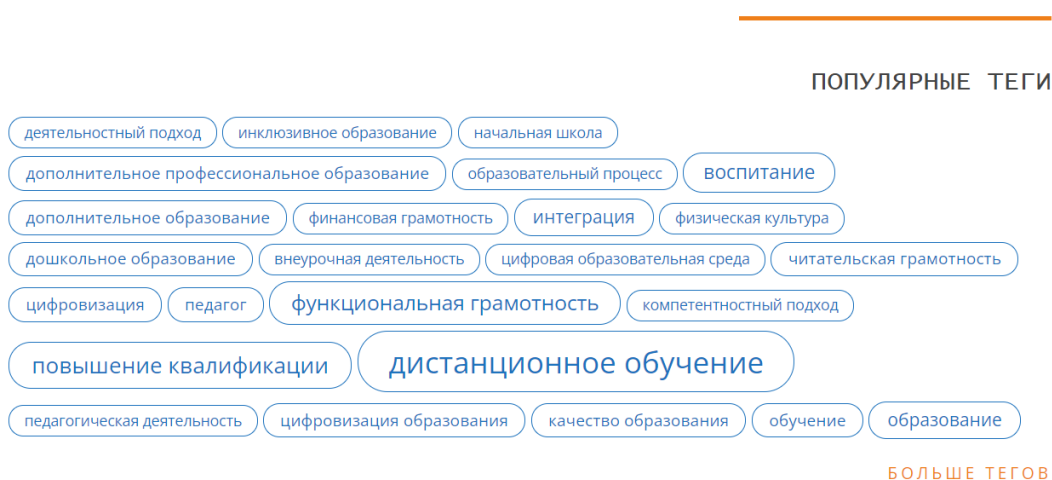 ПОПУЛЯРНЫЕ ТЕГИ
деятельностный подход инклюзивное образование начальная школа
дополнительное профессиональное образование образовательный процесс воспитание
дополнительное образование финансовая грамотность интеграция физическая культура
дошкольное образование внеурочная деятельность цифровая образовательная среда читательская грамотность
цифровизация педагог функциональная грамотность компетентностный подход
повышение квалификации дистанционное обучение
педагогическая деятельность цифровизация образования качество образования обучение образование
БОЛЬШЕ ТЕГОВ